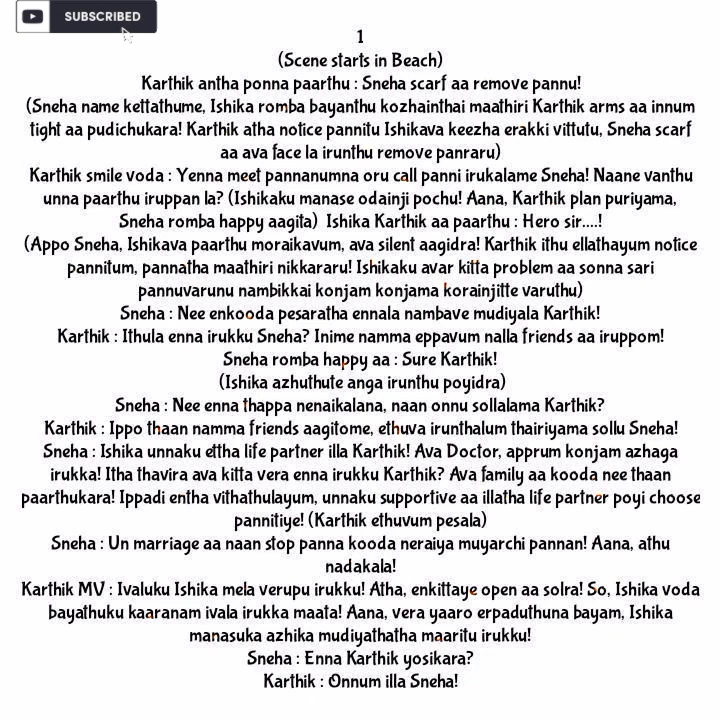 SUBSCRIBED
1
(Scene starts in Beach)
Karthik antha ponna paarthu : Sneha scarf aa remove pannu!
(Sneha name kettathume, Ishika romba bayanthu kozhainthai maathiri Karthik arms aa innum
tight aa pudichukara! Karthik atha notice pannitu Ishikava keezha erakki vittutu, Sneha scarf
aa ava face la irunthu remove panraru)
Karthik smile voda : Yenna meet pannanumna oru call panni irukalame Sneha! Naane vanthu
unna paarthu iruppan la? (Ishikaku manase odainji pochu! Aana, Karthik plan puriyama,
Sneha romba happy aagita) Ishika Karthik aa paarthu : Hero sir....!
(Appo Sneha, Ishikava paarthu moraikavum, ava silent aagidra! Karthik ithu ellathayum notice
pannitum, pannatha maathiri nikkararu! Ishikaku avar kitta problem aa sonna sari
pannuvarunu nambikkai konjam konjama korainjitte varuthu)
Sneha : Nee enkooda pesaratha ennala nambave mudiyala Karthik!
Karthik : Ithula enna irukku Sneha? Inime namma eppavum nalla friends aa iruppom!
Sneha romba happy aa : Sure Karthik!
(Ishika azhuthute anga irunthu poyidra)
Sneha : Nee enna thappa nenaikalana, naan onnu sollalama Karthik?
Karthik : Ippo thaan namma friends aagitome, ethuva irunthalum thairiyama sollu Sneha!
Sneha : Ishika unnaku ettha life partner illa Karthik! Ava Doctor, apprum konjam azhaga
irukka! Itha thavira ava kitta vera enna irukku Karthik? Ava family aa kooda nee thaan
paarthukara! Ippadi entha vithathulayum, unnaku supportive aa illatha life partner poyi choose
pannitiye! (Karthik ethuvum pesala)
Sneha : Un marriage aa naan stop panna kooda neraiya muyarchi pannan! Aana, athu
nadakala!
Karthik MV : Ivaluku Ishika mela verupu irukku! Atha, enkittaye open aa solra! So, Ishika voda
bayathuku kaaranam ivala irukka maata! Aana, vera yaaro erpaduthuna bayam, Ishika
manasuka azhika mudiyathatha maaritu irukku!
Sneha : Enna Karthik yosikara?
Karthik : Onnum illa Sneha!